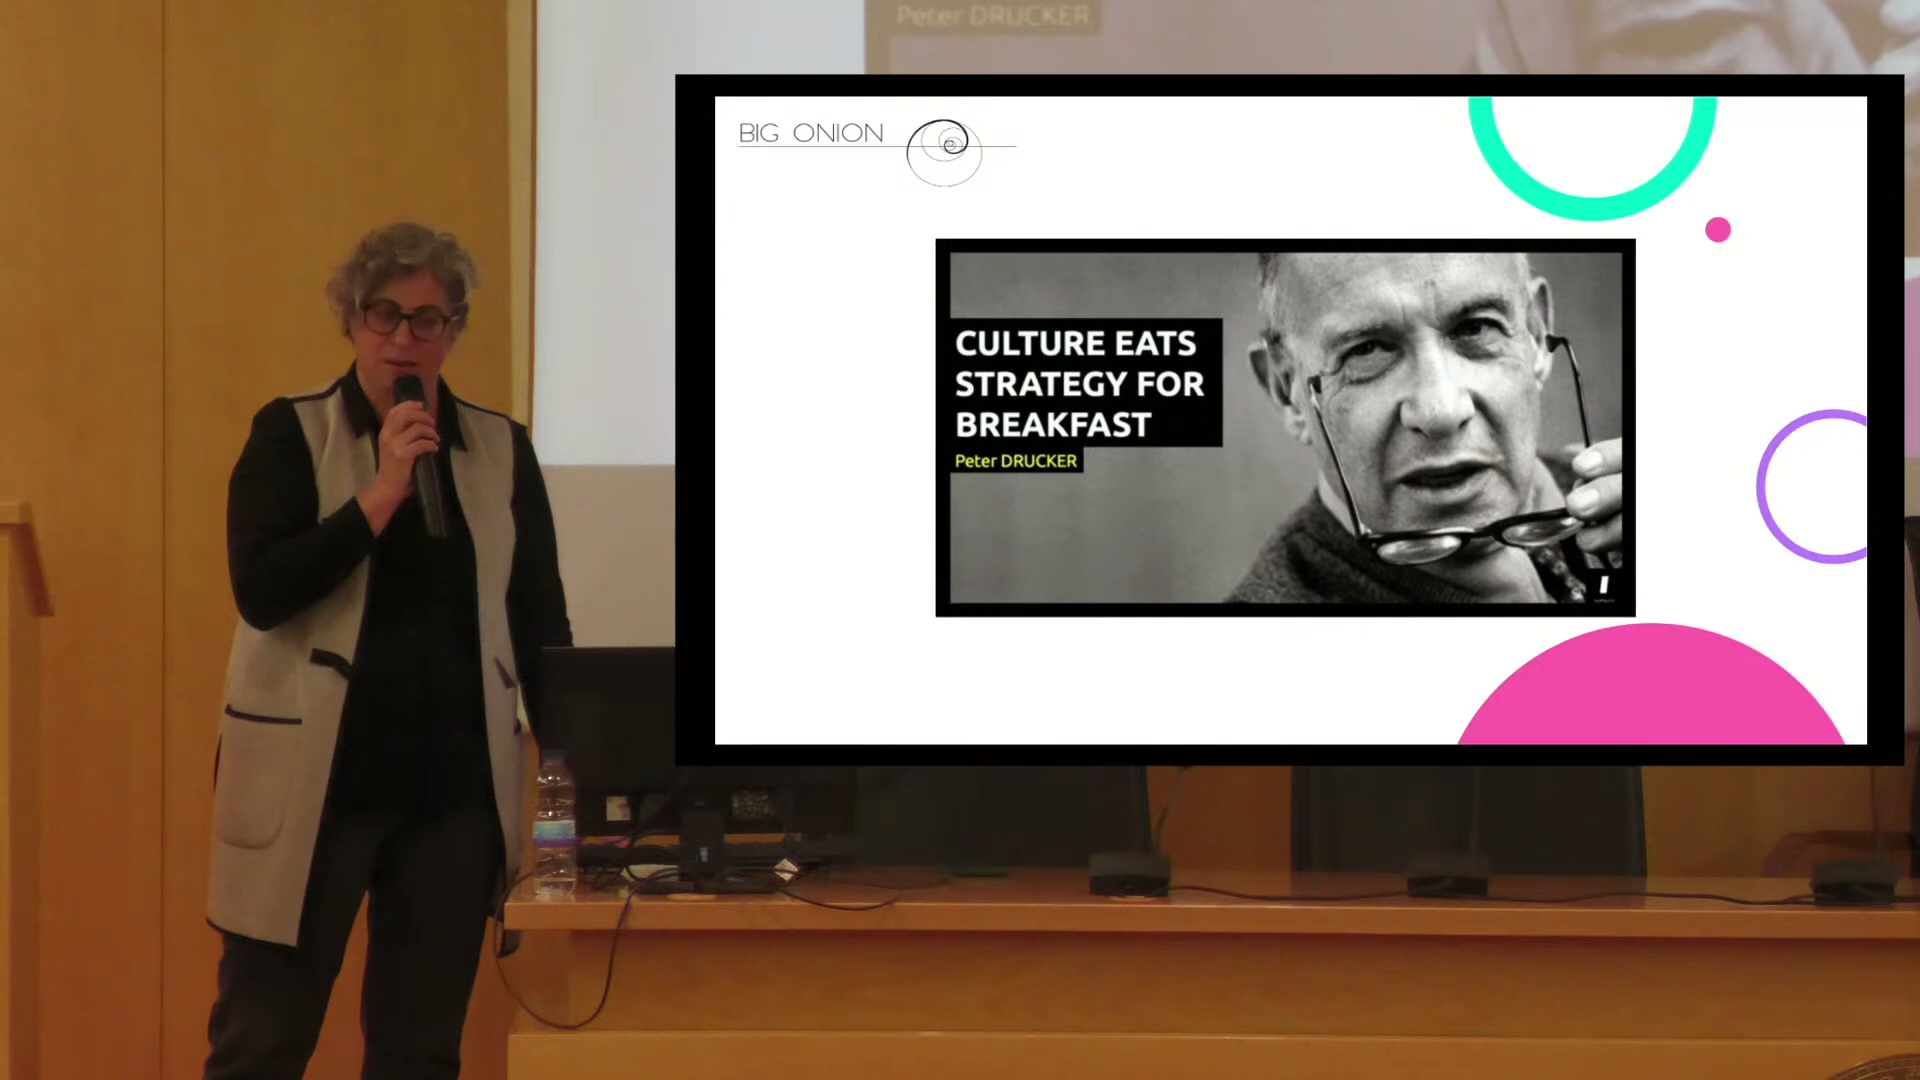 Peter DRUCKER
BIG ONION
CULTURE EATS
STRATEGY FOR
BREAKFAST
Peter DRUCKER